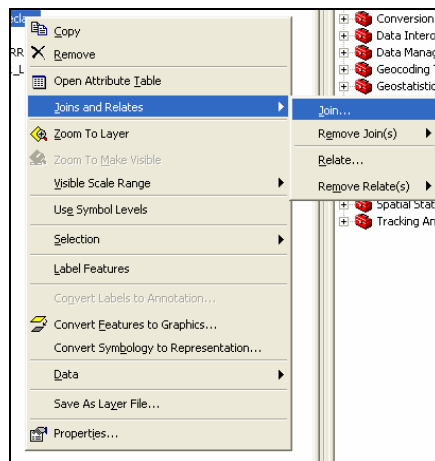 Copy
Remove
Open Attribute Table
Joins and Relates
Zoom To Layer
Zoom To Make Visible
Visible Scale Range
Use Symbol Levels
Selection
Label Features
Convert Labels to Annotation...
Convert Features to Graphics...
Convert Symbology to Representation...
Data
Save As Layer File...
Properties...
Join...
Remove Join(s)
Relate...
Remove Relate(s)
Conversion
Data Intero
Data Manag
Geocoding T
Geostatistic
Spatial Stat
Tracking An